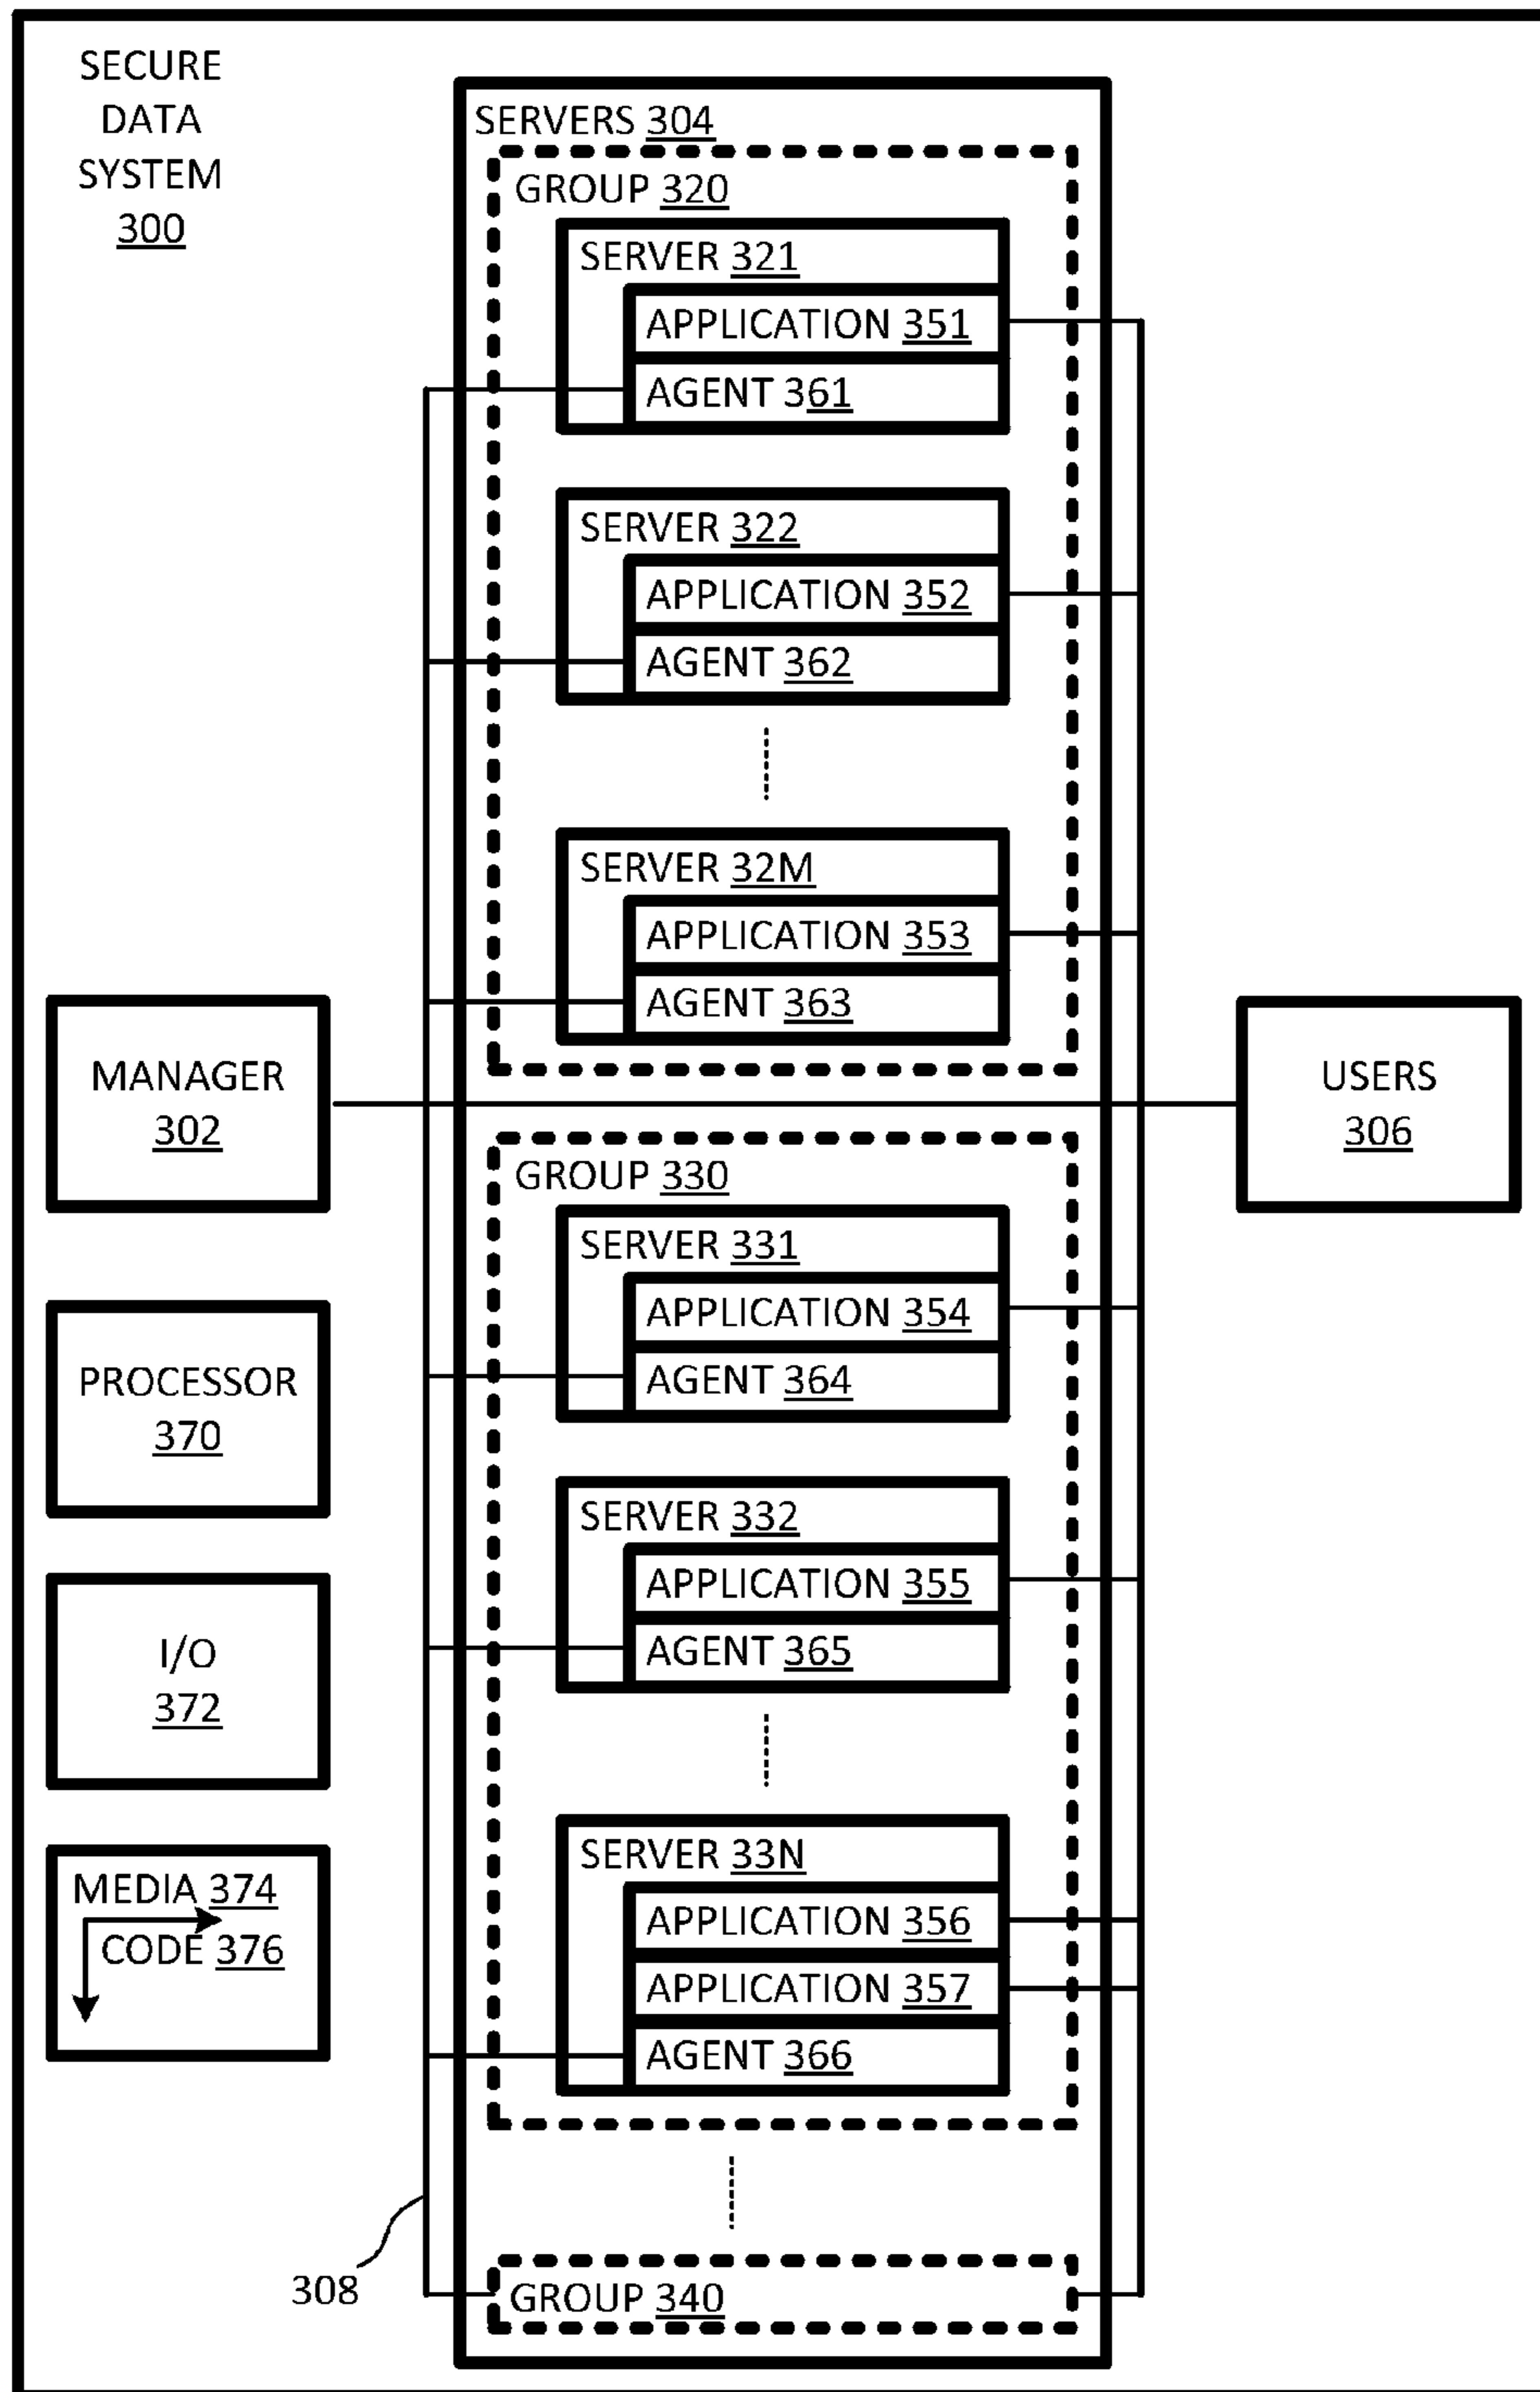 SECURE
DATA
SYSTEM
300
SERVERS 304
GROUP 320
SERVER 321
APPLICATION 351
AGENT 361
SERVER 322
APPLICATION 352
AGENT 362
SERVER 32M
APPLICATION 353
AGENT 363
MANAGER
302
USERS
306
GROUP 330
SERVER 331
APPLICATION 354
AGENT 364
PROCESSOR
370
SERVER 332
APPLICATION 355
AGENT 365
I/O
372
SERVER 33N
APPLICATION 356
APPLICATION 357
AGENT 366
MEDIA 374
CODE 376
308
GROUP 340